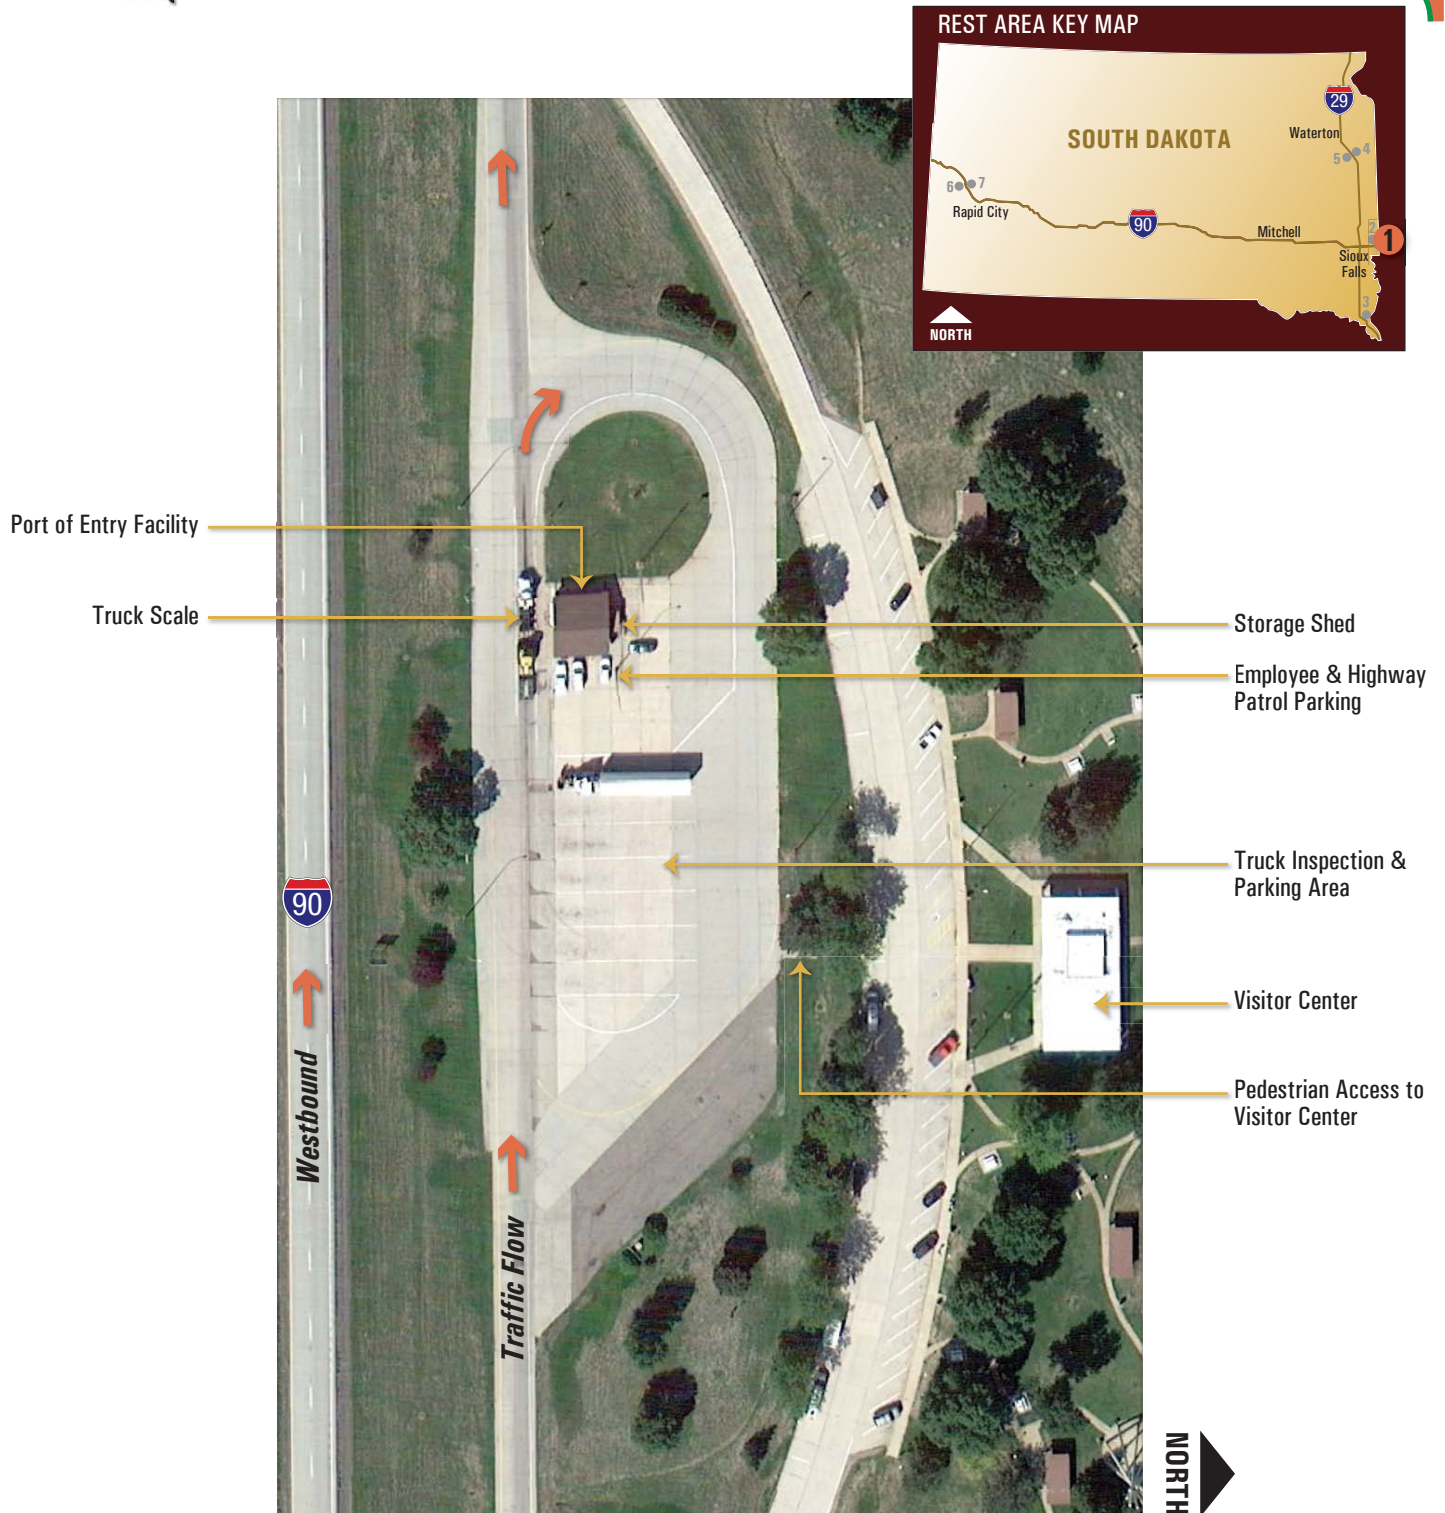 REST AREA KEY MAP
29
SOUTH DAKOTA
Waterton
5
4
6
7
Rapid City
90
Mitchell
2
1
Sioux
Falls
3
NORTH
Port of Entry Facility
Truck Scale
Storage Shed
Employee & Highway
Patrol Parking
Truck Inspection &
Parking Area
90
Visitor Center
Pedestrian Access to
Visitor Center
Westbound
Traffic Flow
NORTH